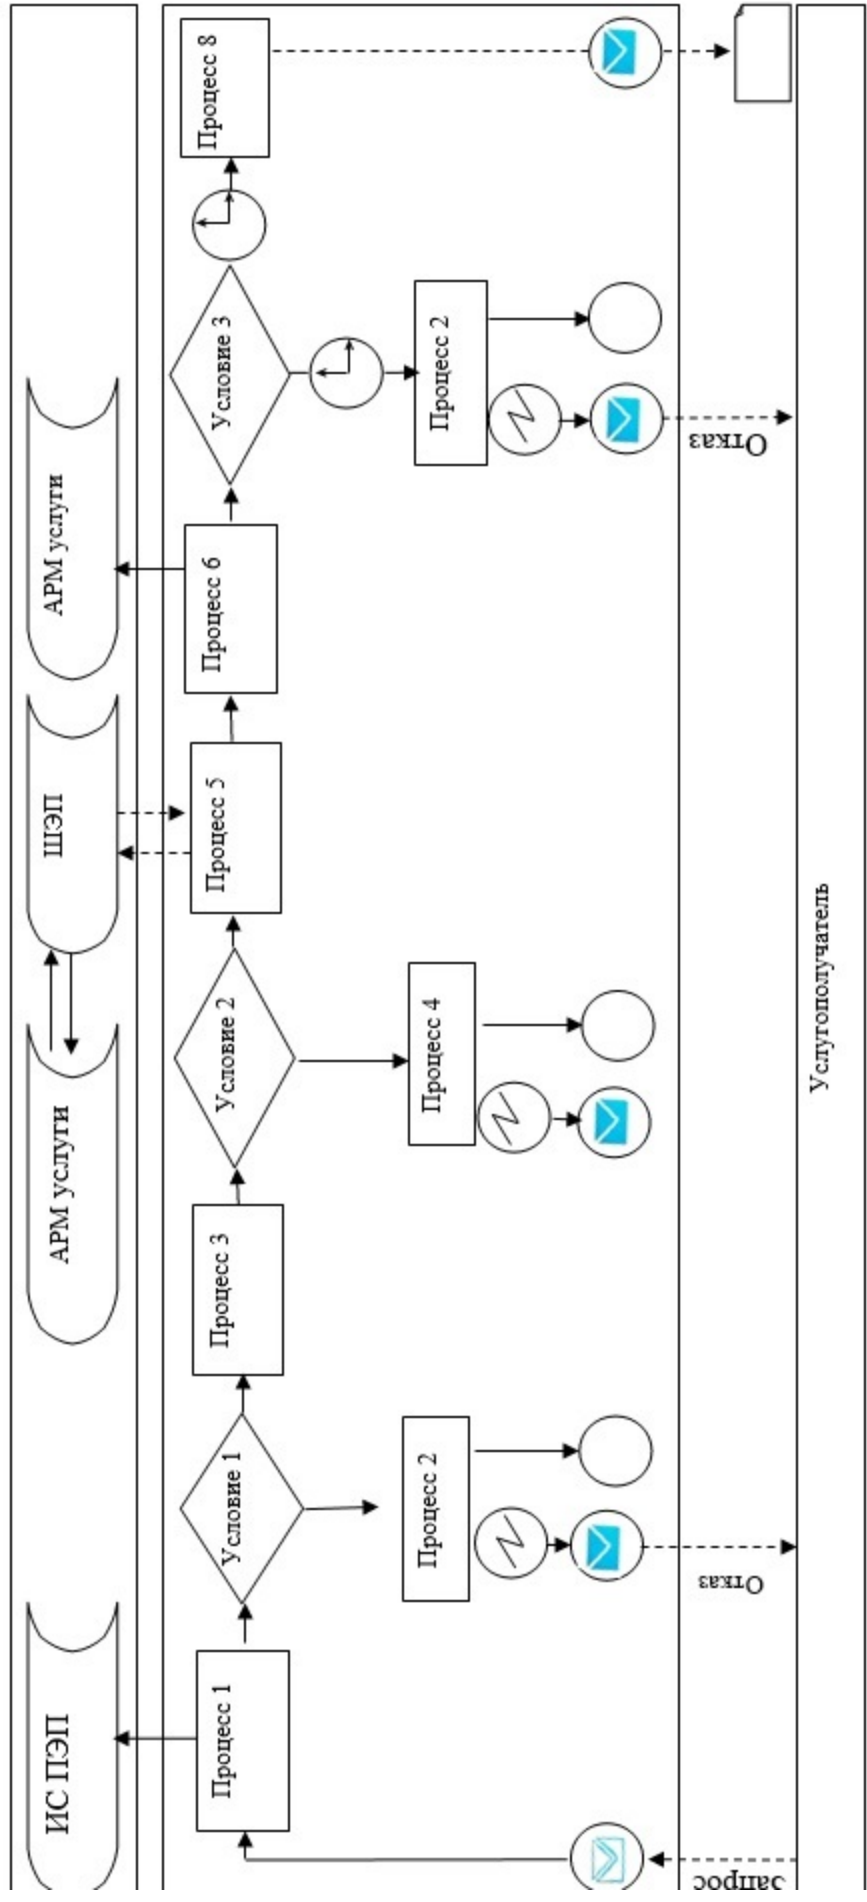 ИС ПЭП
АРМ услуги
ШЭП
АРМ услуги
Процесс 1
Условие 1
Процесс 3
Условие 2
Процесс 5
Процесс 6
Условие 3
Процесс 8
Процесс 2
Процесс 4
Процесс 2
Запрос
Отказ
Отказ
Услугополучатель